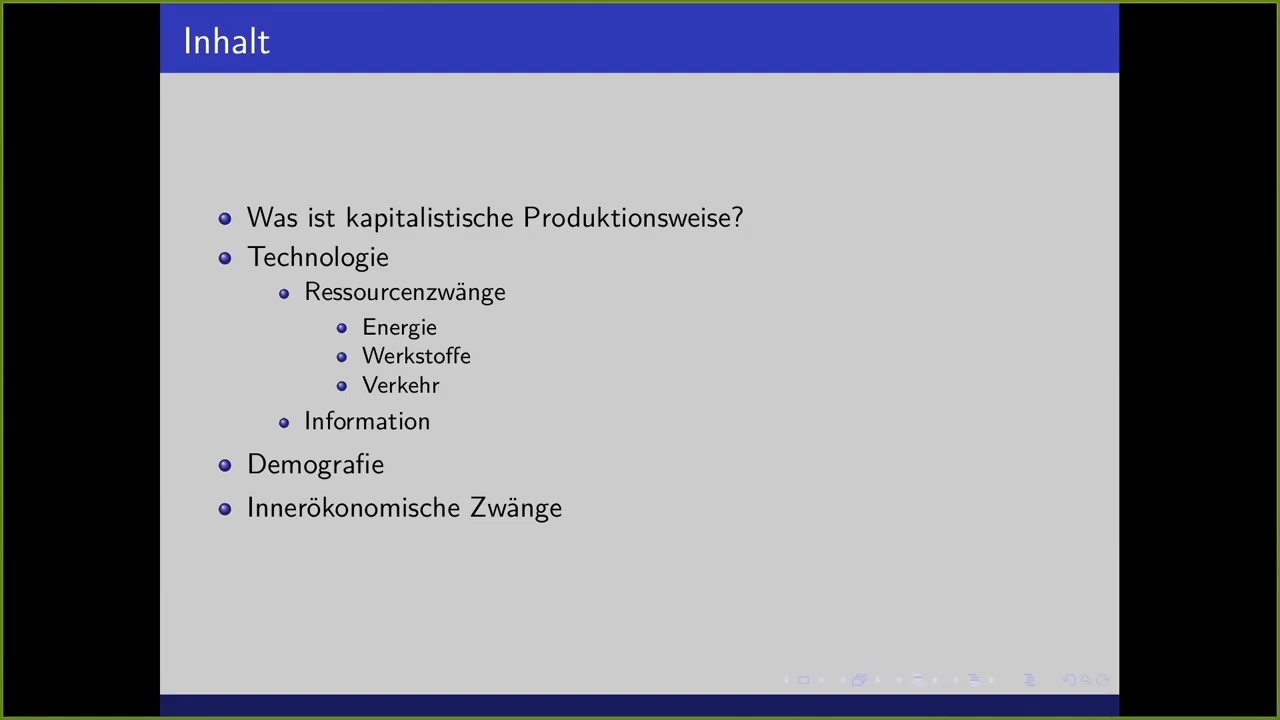 Inhalt
Was ist kapitalistische Produktionsweise?
Technologie
Ressourcenzwänge
Energie
Werkstoffe
Verkehr
Information
Demografie
Innerökonomische Zwänge